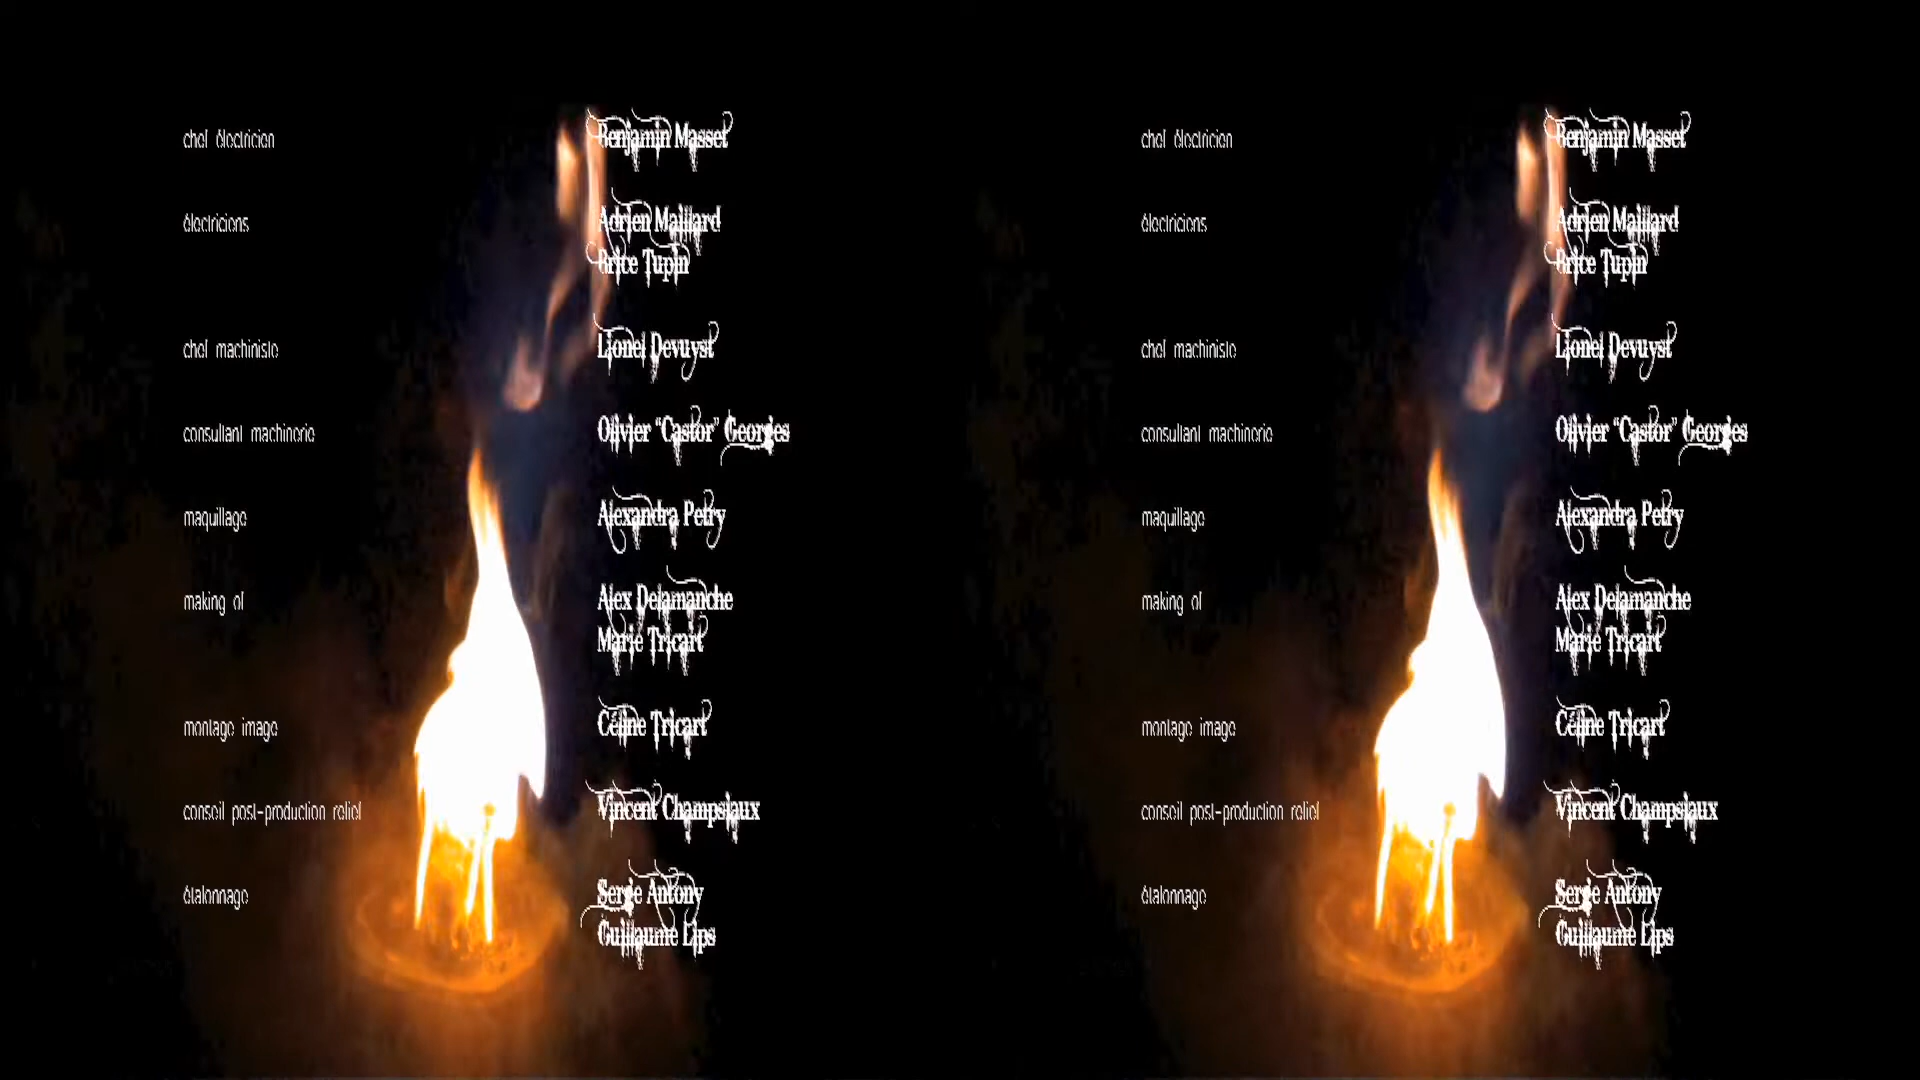 chef électricien Benjamin Masset chef électricien Benjamin Masset
électriciens Adrien Maillard électriciens Adrien Maillard
Brice Tupin Brice Tupin
chef machiniste Lionel Devuyst chef machiniste Lionel Devuyst
consultant machinerie Olivier “Castor” Georges consultant machinerie Olivier “Castor” Georges
maquillage Alexandra Petry maquillage Alexandra Petry
making of Alex Delamanche making of Alex Delamanche
Marie Tricart Marie Tricart
montage image Céline Tricart montage image Céline Tricart
conseil post-production relief Vincent Champsiaux conseil post-production relief Vincent Champsiaux
étalonnage Serge Antony étalonnage Serge Antony
Guillaume Lips Guillaume Lips